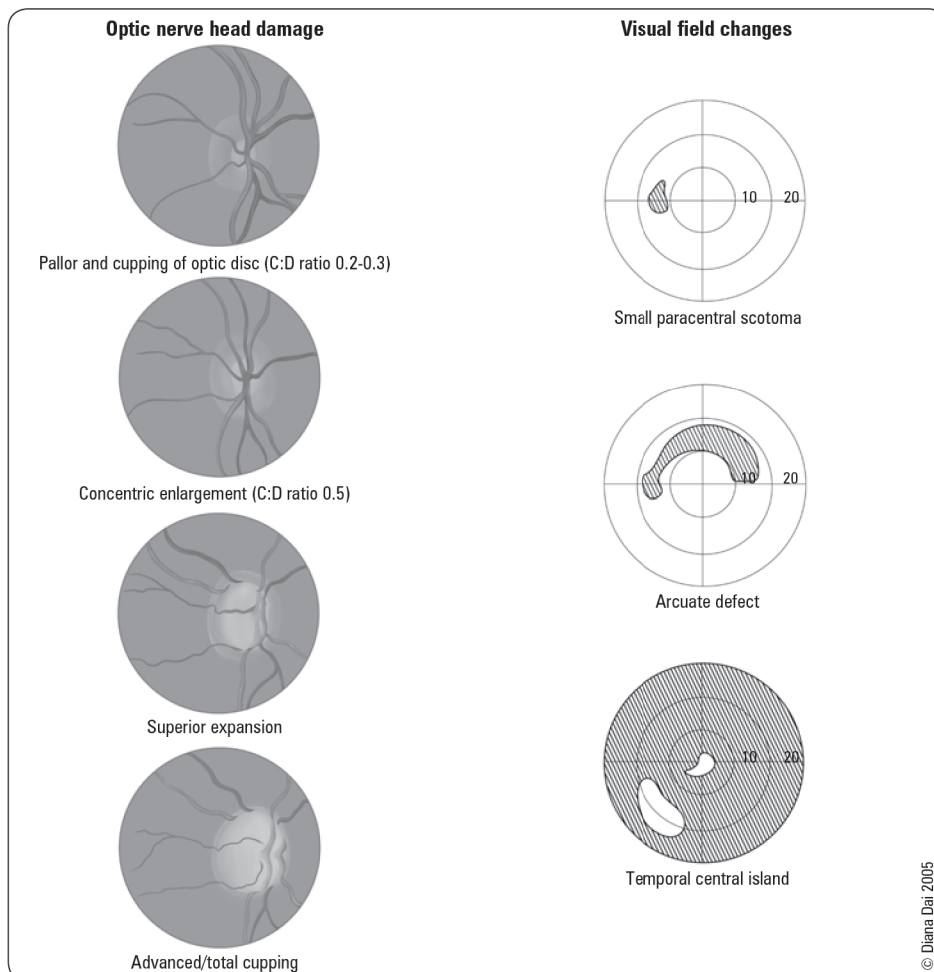 Optic nerve head damage
Pallor and cupping of optic disc (C:D ratio 0.2-0.3)
Concentric enlargement (C:D ratio 0.5)
Superior expansion
Advanced/total cupping
Visual field changes
10 20
Small paracentral scotoma
10 20
Arcuate defect
10 20
Temporal central island
© Diana Dai 2005